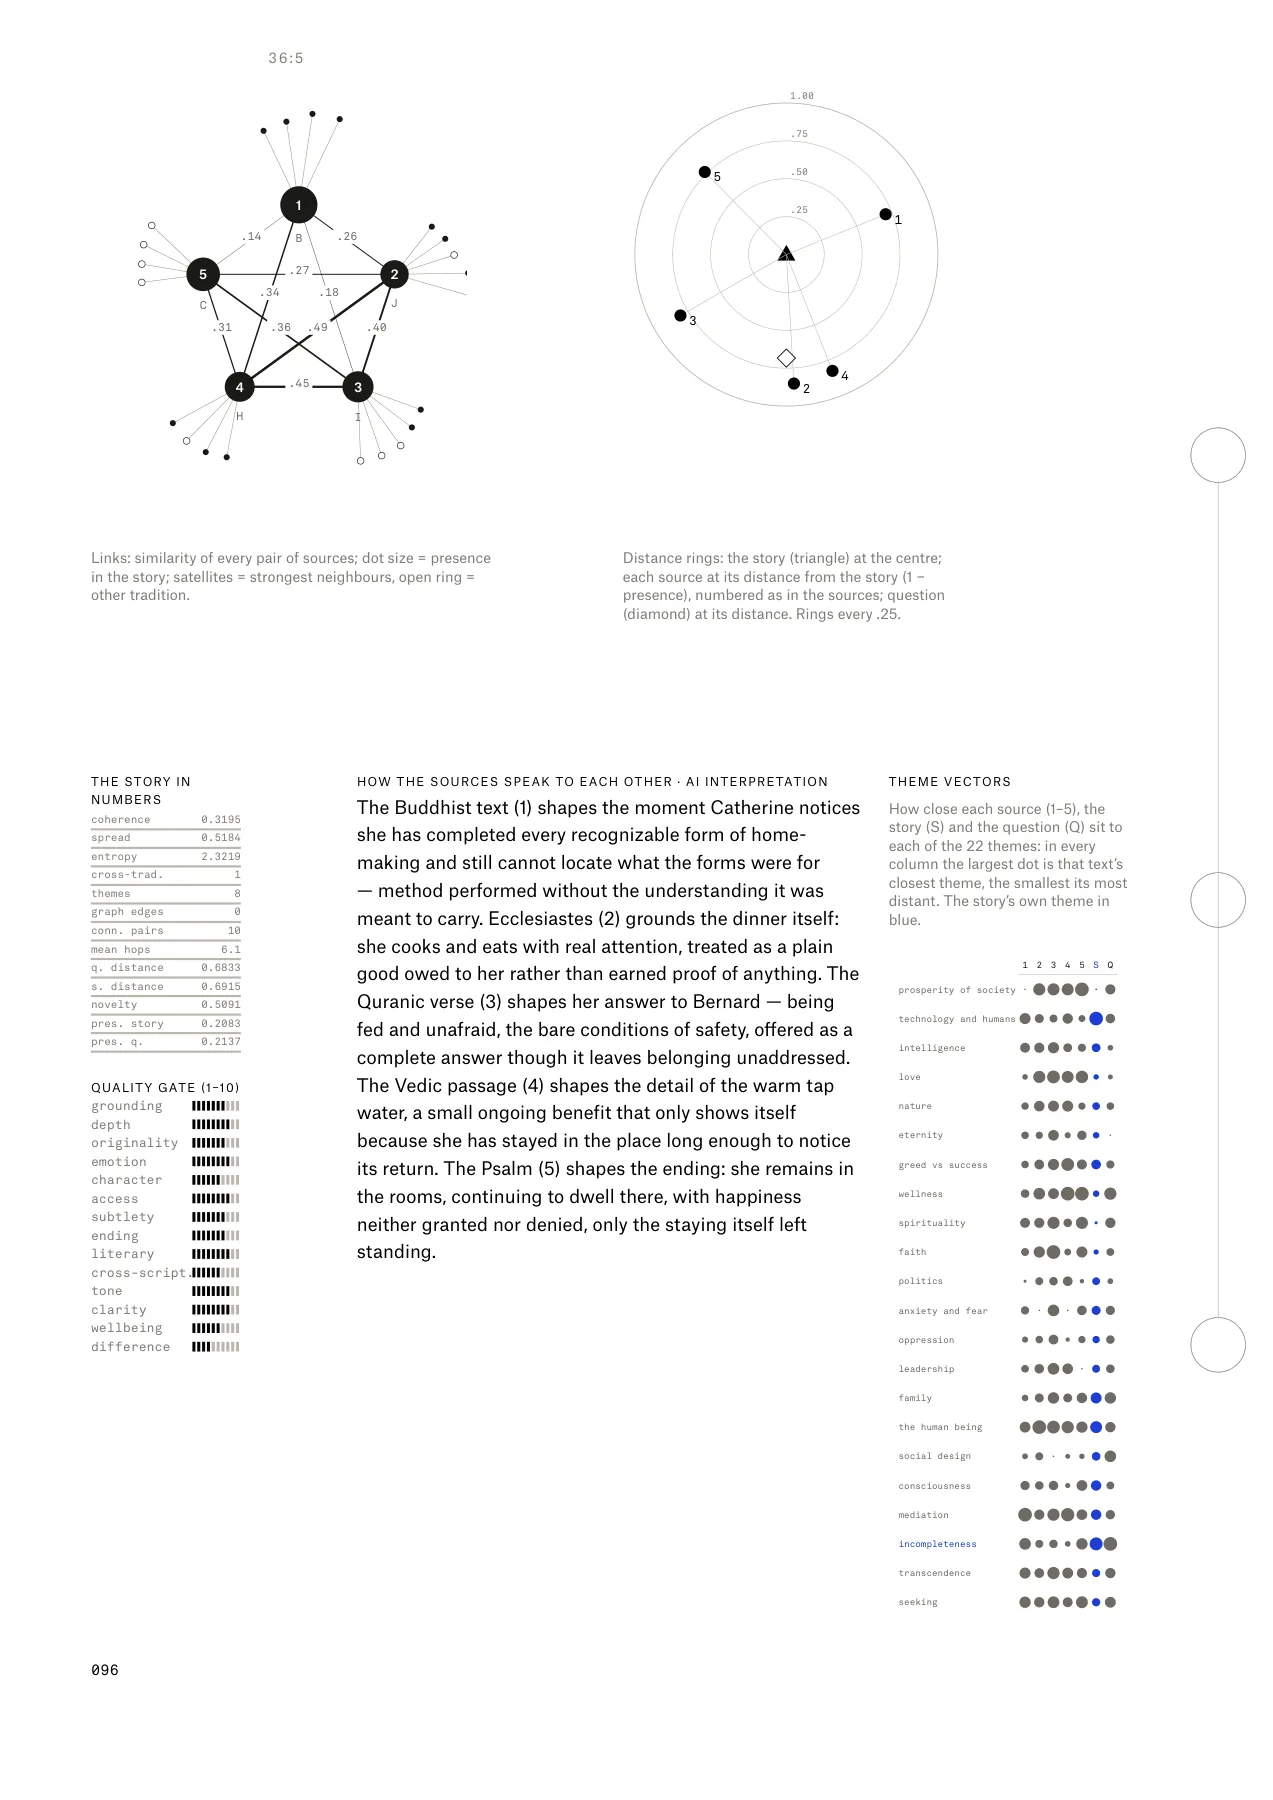 36:5
1
B
.14
.26
5
C
.27
2
J
.34
.18
.31
.36
.49
.40
4
H
.45
3
I
1.00
.75
.50
.25
5
1
3
2
4
Links: similarity of every pair of sources; dot size = presence
in the story; satellites = strongest neighbours, open ring =
other tradition.
Distance rings: the story (triangle) at the centre;
each source at its distance from the story (1 –
presence), numbered as in the sources; question
(diamond) at its distance. Rings every .25.
THE STORY IN
NUMBERS
coherence 0.3195
spread 0.5184
entropy 2.3219
cross-trad. 1
themes 8
graph edges 0
conn. pairs 10
mean hops 6.1
q. distance 0.6833
s. distance 0.6915
novelty 0.5091
pres. story 0.2083
pres. q. 0.2137
QUALITY GATE (1–10)
grounding
depth
originality
emotion
character
access
subtlety
ending
literary
cross-script.
tone
clarity
wellbeing
difference
HOW THE SOURCES SPEAK TO EACH OTHER · AI INTERPRETATION
The Buddhist text (1) shapes the moment Catherine notices
she has completed every recognizable form of home-
making and still cannot locate what the forms were for
— method performed without the understanding it was
meant to carry. Ecclesiastes (2) grounds the dinner itself:
she cooks and eats with real attention, treated as a plain
good owed to her rather than earned proof of anything. The
Quranic verse (3) shapes her answer to Bernard — being
fed and unafraid, the bare conditions of safety, offered as a
complete answer though it leaves belonging unaddressed.
The Vedic passage (4) shapes the detail of the warm tap
water, a small ongoing benefit that only shows itself
because she has stayed in the place long enough to notice
its return. The Psalm (5) shapes the ending: she remains in
the rooms, continuing to dwell there, with happiness
neither granted nor denied, only the staying itself left
standing.
THEME VECTORS
How close each source (1–5), the
story (S) and the question (Q) sit to
each of the 22 themes: in every
column the largest dot is that text's
closest theme, the smallest its most
distant. The story's own theme in
blue.
1 2 3 4 5 S Q
prosperity of society
technology and humans
intelligence
love
nature
eternity
greed vs success
wellness
spirituality
faith
politics
anxiety and fear
oppression
leadership
family
the human being
social design
consciousness
mediation
incompleteness
transcendence
seeking
096